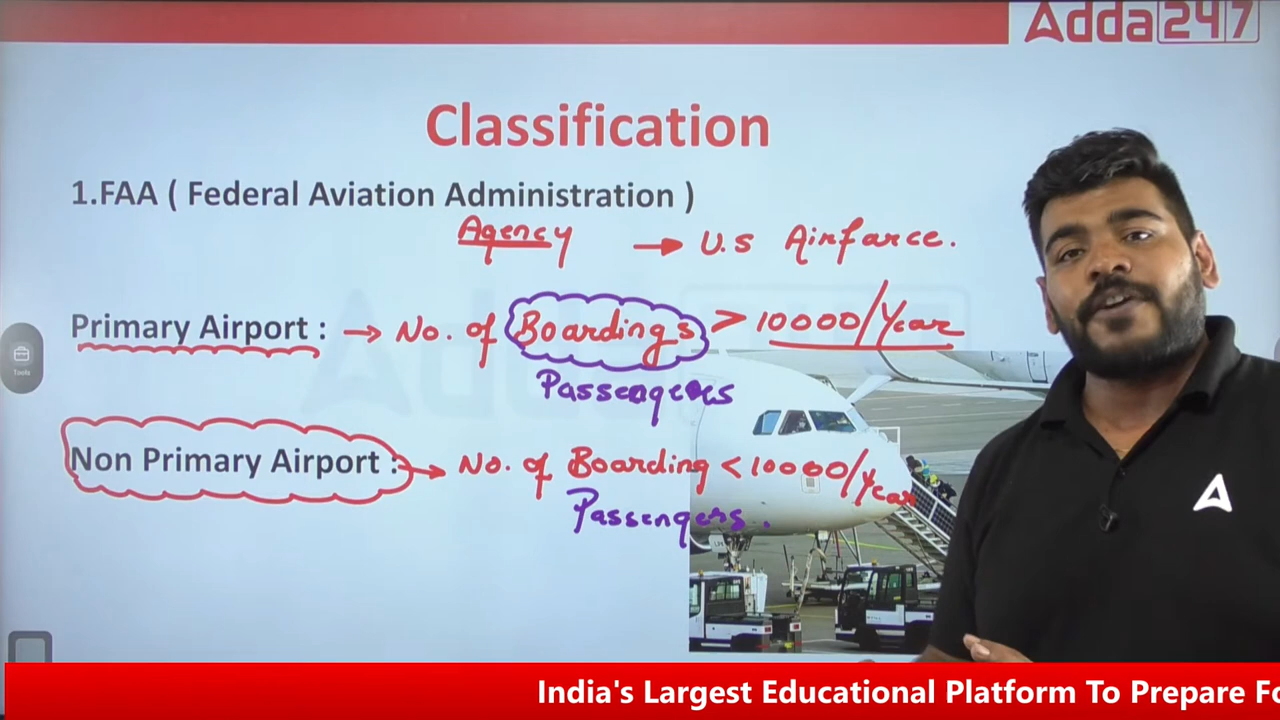 Adda247
Classification
1.FAA ( Federal Aviation Administration )
Agency → U.S Airfarce.
Primary Airport : → No. of Boardings > 10000/Year
Passengers
Tools
Non Primary Airport : → No. of Boarding < 10000/Year
Passengers.
India's Largest Educational Platform To Prepare Fo